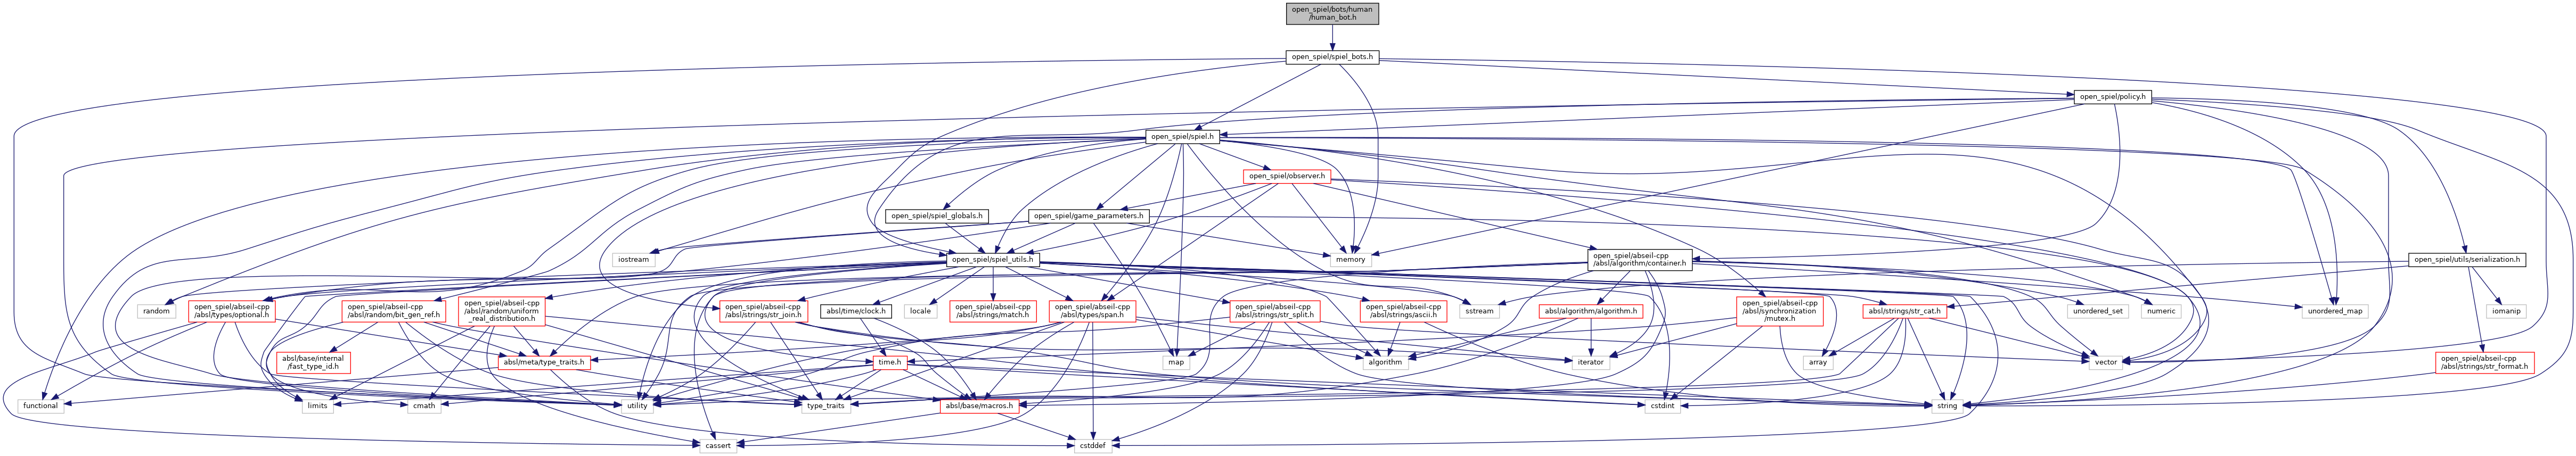 open_spiel/bots/human
/human_bot.h
open_spiel/spiel_bots.h
open_spiel/policy.h
open_spiel/spiel.h
open_spiel/observer.h
open_spiel/spiel_globals.h
open_spiel/game_parameters.h
iostream
open_spiel/spiel_utils.h
memory
open_spiel/abseil-cpp
/absl/algorithm/container.h
open_spiel/utils/serialization.h
random
open_spiel/abseil-cpp
/absl/types/optional.h
open_spiel/abseil-cpp
/absl/random/bit_gen_ref.h
open_spiel/abseil-cpp
/absl/random/uniform
_real_distribution.h
open_spiel/abseil-cpp
/absl/strings/str_join.h
absl/time/clock.h
locale
open_spiel/abseil-cpp
/absl/strings/match.h
open_spiel/abseil-cpp
/absl/types/span.h
open_spiel/abseil-cpp
/absl/strings/str_split.h
open_spiel/abseil-cpp
/absl/strings/ascii.h
sstream
absl/algorithm/algorithm.h
open_spiel/abseil-cpp
/absl/synchronization
/mutex.h
absl/strings/str_cat.h
unordered_set
numeric
unordered_map
iomanip
absl/base/internal
/fast_type_id.h
absl/meta/type_traits.h
time.h
map
algorithm
iterator
array
vector
open_spiel/abseil-cpp
/absl/strings/str_format.h
functional
limits
cmath
utility
type_traits
absl/base/macros.h
cstdint
string
cassert
cstddef